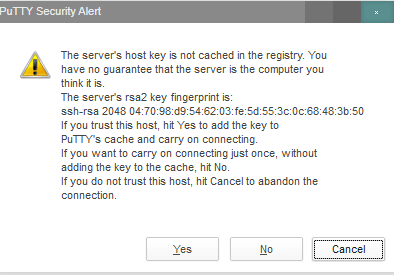 PuTTY Security Alert
The server's host key is not cached in the registry. You
have no guarantee that the server is the computer you
think it is.
The server's rsa2 key fingerprint is:
ssh-rsa 2048 04:70:98:d9:54:62:03:fe:5d:55:3c:0c:68:48:3b:50
If you trust this host, hit Yes to add the key to
PuTTY's cache and carry on connecting.
If you want to carry on connecting just once, without
adding the key to the cache, hit No.
If you do not trust this host, hit Cancel to abandon the
connection.
Yes No Cancel